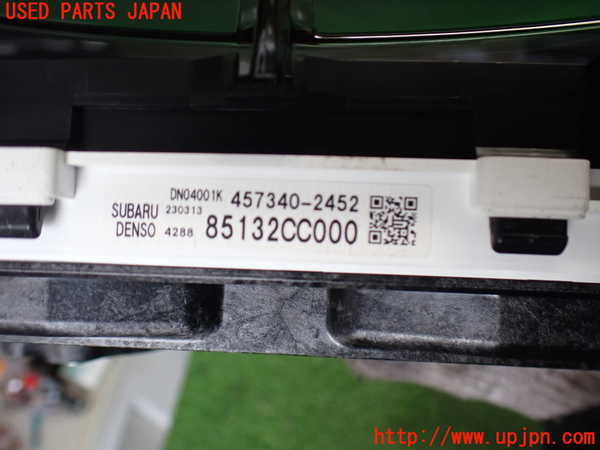 USED PARTS JAPAN
DN04001K 457340-2452
SUBARU 230313
DENSO 4288 85132CC000
http://www.upjpn.com/